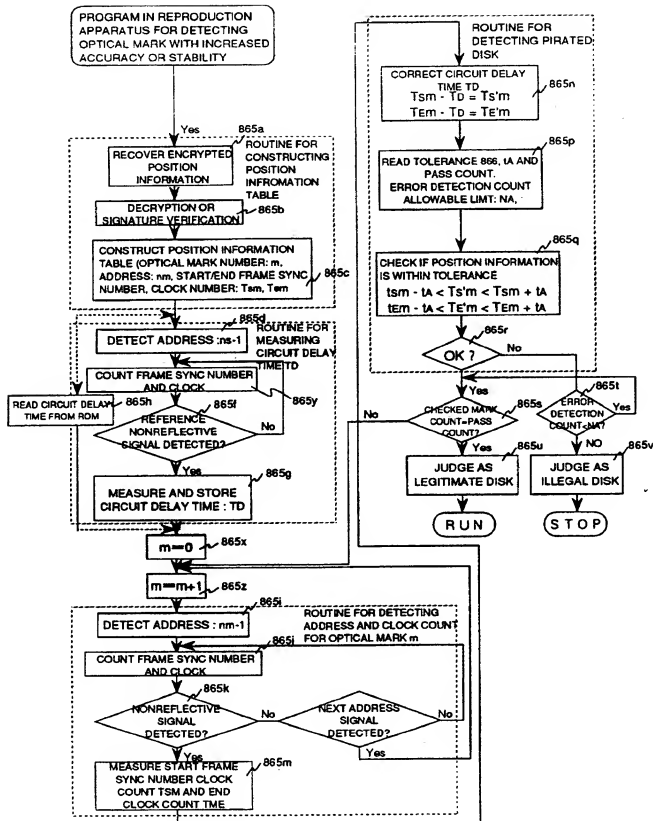 PROGRAM IN REPRODUCTION
APPARATUS FOR DETECTING
OPTICAL MARK WITH INCREASED
ACCURACY OR STABILITY
Yes
865a
RECOVER ENCRYPTED
POSITION
INFORMATION
ROUTINE FOR
CONSTRUCTING
POSITION
INFROMATION
TABLE
DECRYPTION OR
SIGNATURE VERIFICATION
865b
CONSTRUCT POSITION INFORMATION
TABLE (OPTICAL MARK NUMBER: m,
ADDRESS: nm, START/END FRAME SYNC
NUMBER, CLOCK NUMBER: Tsm, Tem
865c
865d
DETECT ADDRESS :ns-1
ROUTINE FOR
MEASURING
CIRCUIT DELAY
TIME TD
COUNT FRAME SYNC NUMBER
AND CLOCK
865y
READ CIRCUIT DELAY
TIME FROM ROM
865h
865f
REFERENCE
NONREFLECTIVE
SIGNAL DETECTED?
No
Yes
865g
MEASURE AND STORE
CIRCUIT DELAY TIME : TD
m=0
865x
m=m+1
865z
865i
DETECT ADDRESS : nm-1
ROUTINE FOR DETECTING
ADDRESS AND CLOCK COUNT
FOR OPTICAL MARK m
865j
COUNT FRAME SYNC NUMBER
AND CLOCK
865k
NONREFLECTIVE
SIGNAL
DETECTED?
No
NEXT ADDRESS
SIGNAL
DETECTED?
No
Yes
Yes
MEASURE START FRAME
SYNC NUMBER CLOCK
COUNT TSM AND END
CLOCK COUNT TME
865m
ROUTINE FOR
DETECTING PIRATED
DISK
CORRECT CIRCUIT DELAY
TIME TD
Tsm - TD = Ts'm
TEm - TD = TE'm
865n
865p
READ TOLERANCE 866, tA AND
PASS COUNT.
ERROR DETECTION COUNT
ALLOWABLE LIMT: NA,
865q
CHECK IF POSITION INFORMATION
IS WITHIN TOLERANCE
tsm - tA < Ts'm < Tsm + tA
tEm - tA < TE'm < TEm + tA
865r
OK ?
No
Yes
865t
No
CHECKED MARK
COUNT=PASS
COUNT?
865s
ERROR
DETECTION
COUNT<NA?
Yes
Yes
865u
NO
865v
JUDGE AS
LEGITIMATE DISK
JUDGE AS
ILLEGAL DISK
RUN
STOP